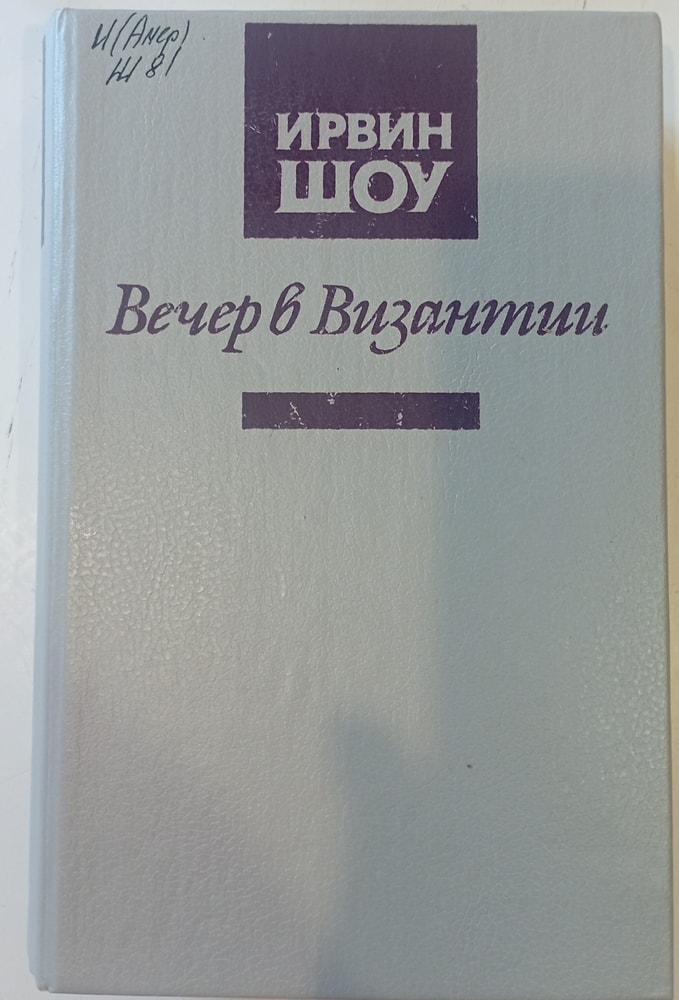 И(Амер)
Ш 81
ИРВИН
ШОУ
Вечер в Византии